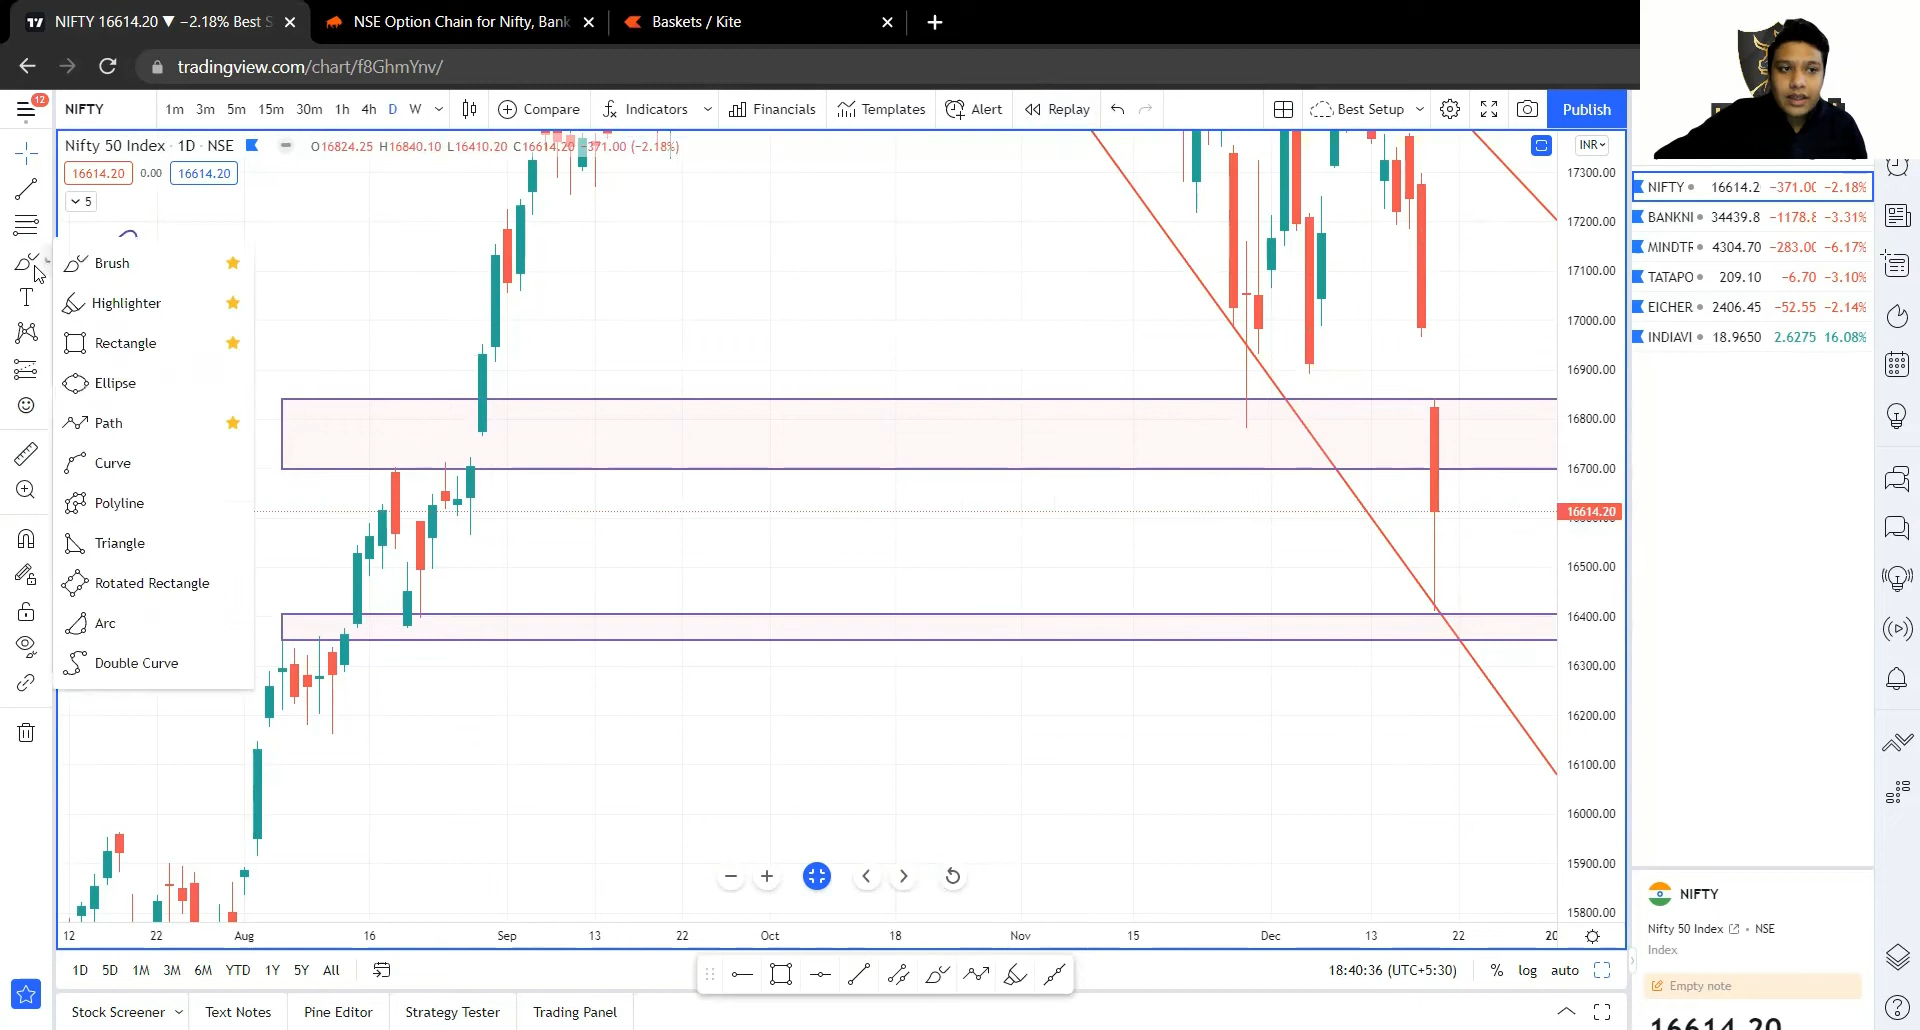 NIFTY 16614.20 ▼ −2.18% Best S
NSE Option Chain for Nifty, Bank
Baskets / Kite
tradingview.com/chart/f8GhmYnv/
12
NIFTY
1m 3m 5m 15m 30m 1h 4h D W
Compare
Indicators
Financials
Templates
Alert
Replay
Best Setup
Publish
Nifty 50 Index · 1D · NSE
O16824.25 H16840.10 L16410.20 C16614.20 −371.00 (−2.18%)
INR
16614.20 0.00 16614.20
5
Brush
Highlighter
Rectangle
Ellipse
Path
Curve
Polyline
Triangle
Rotated Rectangle
Arc
Double Curve
17300.00
17200.00
17100.00
17000.00
16900.00
16800.00
16700.00
16614.20
16500.00
16400.00
16300.00
16200.00
16100.00
16000.00
15900.00
15800.00
12 22 Aug 16 Sep 13 22 Oct 18 Nov 15 Dec 13 22 20
1D 5D 1M 3M 6M YTD 1Y 5Y All
18:40:36 (UTC+5:30)
% log auto
Stock Screener
Text Notes
Pine Editor
Strategy Tester
Trading Panel
NIFTY 16614.2 −371.00 −2.18%
BANKNI 34439.8 −1178.8 −3.31%
MINDTR 4304.70 −283.00 −6.17%
TATAPO 209.10 −6.70 −3.10%
EICHER 2406.45 −52.55 −2.14%
INDIAVI 18.9650 2.6275 16.08%
NIFTY
Nifty 50 Index · NSE
Index
Empty note
16614.20